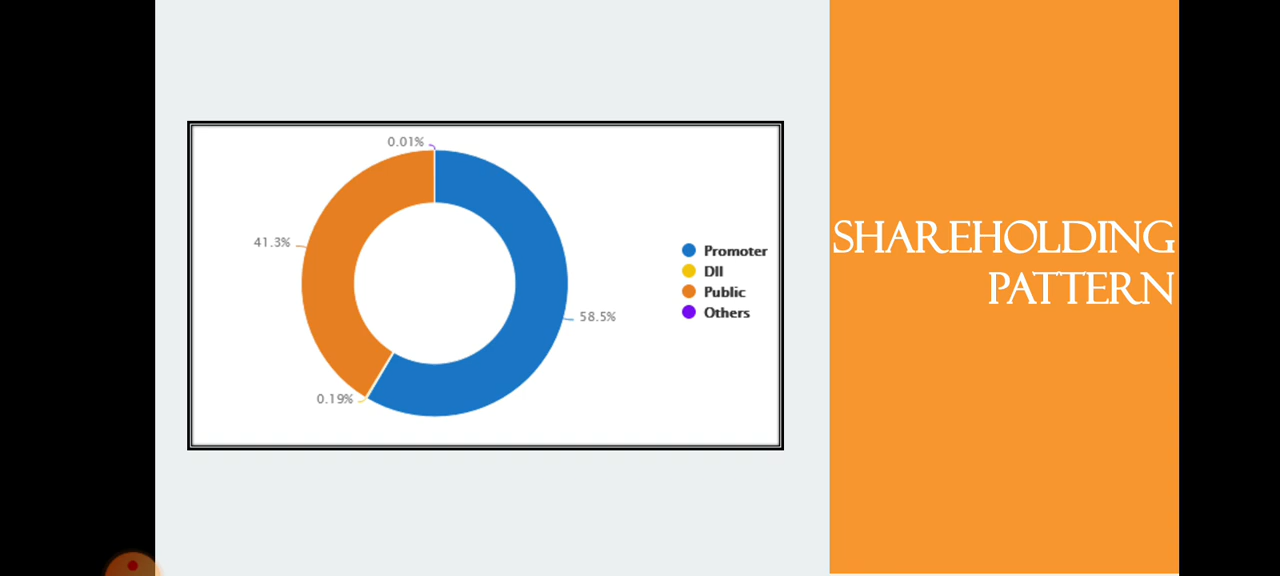 0.01%
41.3%
58.5%
0.19%
Promoter
DII
Public
Others
SHAREHOLDING
PATTERN